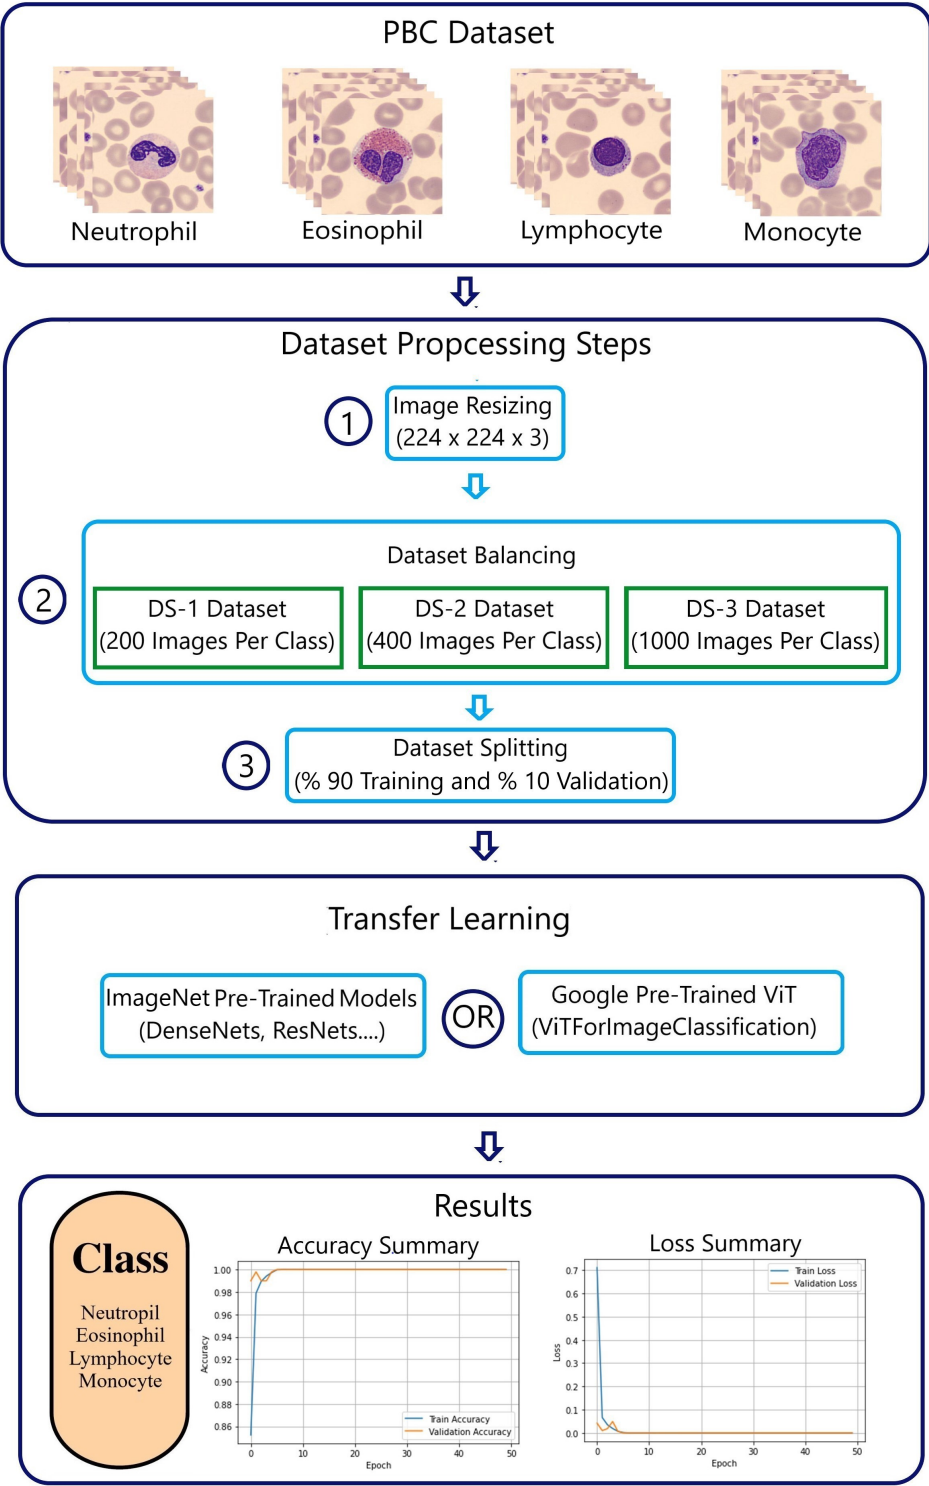 PBC Dataset
Neutrophil
Eosinophil
Lymphocyte
Monocyte
Dataset Propcessing Steps
1
Image Resizing
(224 x 224 x 3)
2
Dataset Balancing
DS-1 Dataset
(200 Images Per Class)
DS-2 Dataset
(400 Images Per Class)
DS-3 Dataset
(1000 Images Per Class)
3
Dataset Splitting
(% 90 Training and % 10 Validation)
Transfer Learning
ImageNet Pre-Trained Models
(DenseNets, ResNets....)
OR
Google Pre-Trained ViT
(ViTForImageClassification)
Results
Class
Neutropil
Eosinophil
Lymphocyte
Monocyte
Accuracy Summary
1.00
0.98
0.96
0.94
0.92
0.90
0.88
0.86
Accuracy
Train Accuracy
Validation Accuracy
0 10 20 30 40 50
Epoch
Loss Summary
0.7
0.6
0.5
0.4
0.3
0.2
0.1
0.0
Loss
Train Loss
Validation Loss
0 10 20 30 40 50
Epoch